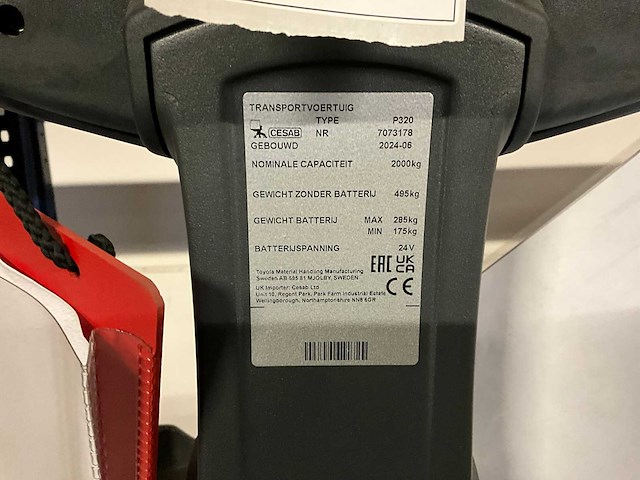 TRANSPORTVOERTUIG
TYPE P320
CESAB NR 7073178
GEBOUWD 2024-06
NOMINALE CAPACITEIT 2000kg
GEWICHT ZONDER BATTERIJ 495kg
GEWICHT BATTERIJ MAX 285kg
MIN 175kg
BATTERIJSPANNING 24V
EAC UK CA
Toyota Material Handling Manufacturing
Sweden AB 595 81 MJÖLBY, SWEDEN
CE
UK Importer: Cesab Ltd
Unit 10, Regent Park, Park Farm Industrial Estate
Wellingborough, Northamptonshire NN8 6GR